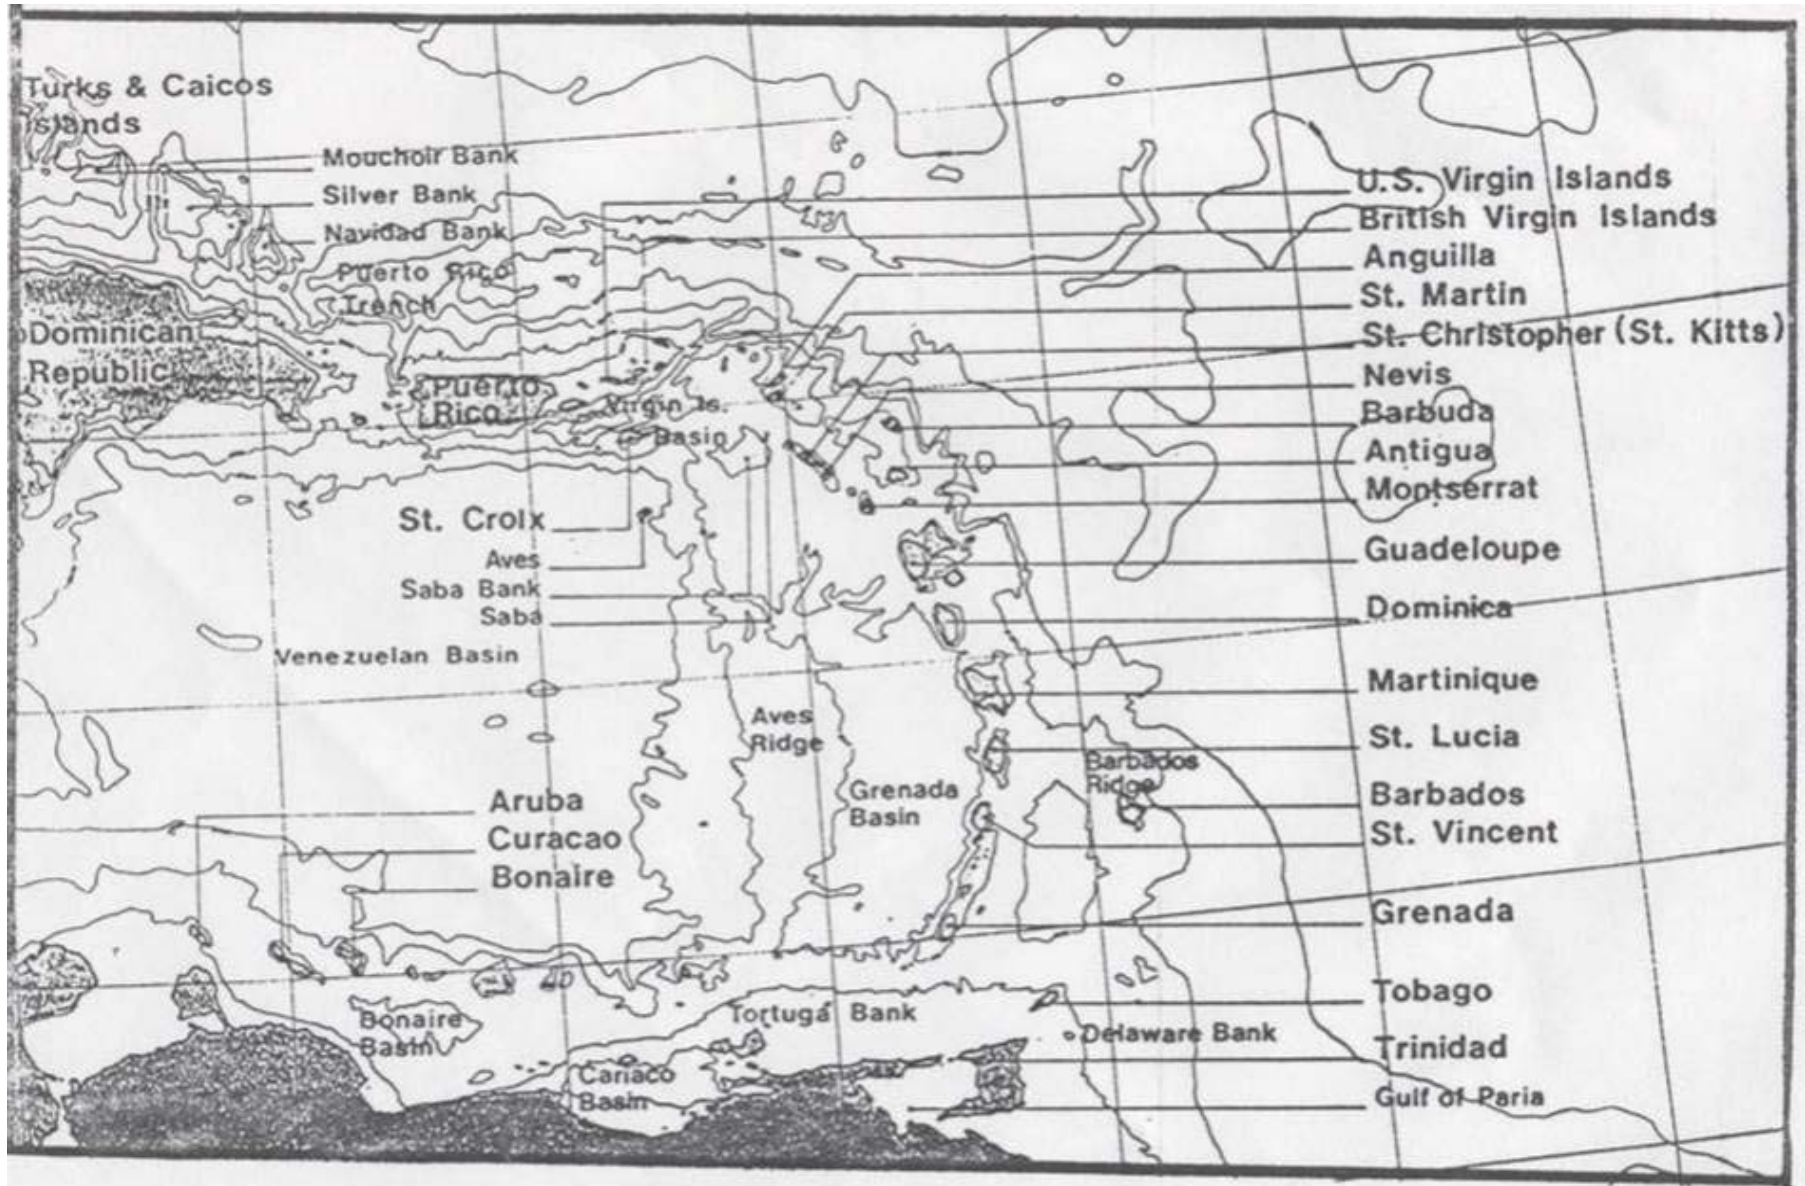 Turks & Caicos
Islands
Mouchoir Bank
Silver Bank
Navidad Bank
Puerto Rico
Trench
Dominican
Republic
Puerto
Rico
Virgin Is.
Basin
U.S. Virgin Islands
British Virgin Islands
Anguilla
St. Martin
St. Christopher (St. Kitts)
Nevis
Barbuda
Antigua
Montserrat
Guadeloupe
Dominica
Martinique
St. Lucia
Barbados
St. Vincent
Grenada
Tobago
Trinidad
Gulf of Paria
St. Croix
Aves
Saba Bank
Saba
Venezuelan Basin
Aves
Ridge
Grenada
Basin
Barbados
Ridge
Aruba
Curacao
Bonaire
Bonaire
Basin
Tortuga Bank
Delaware Bank
Cariaco
Basin